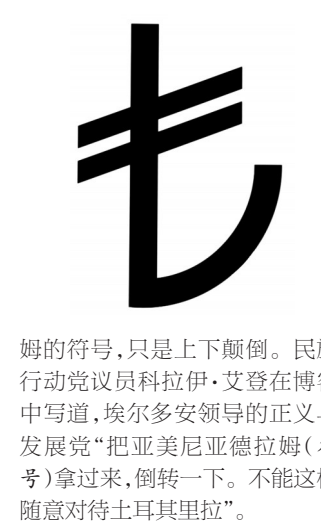 姆的符号,只是上下颠倒。民
行动党议员科拉伊·艾登在博
中写道,埃尔多安领导的正义
发展党“把亚美尼亚德拉姆(
号)拿过来,倒转一下。不能这
随意对待土耳其里拉”。